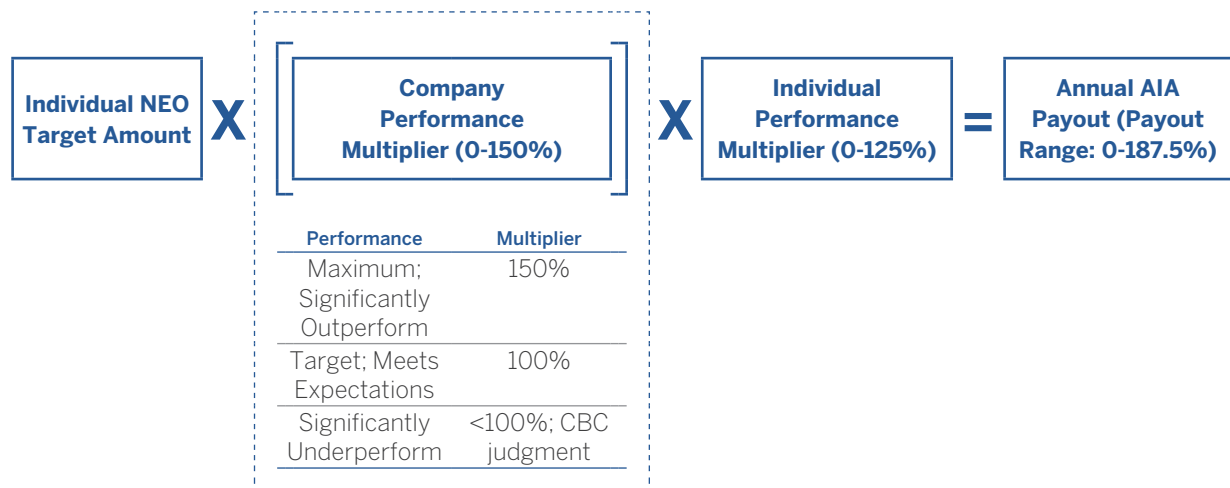 Individual NEO
Target Amount
X
Company
Performance
Multiplier (0-150%)
X
Individual
Performance
Multiplier (0-125%)
=
Annual AIA
Payout (Payout
Range: 0-187.5%)
Performance Multiplier
Maximum; 150%
Significantly
Outperform
Target; Meets 100%
Expectations
Significantly <100%; CBC
Underperform judgment